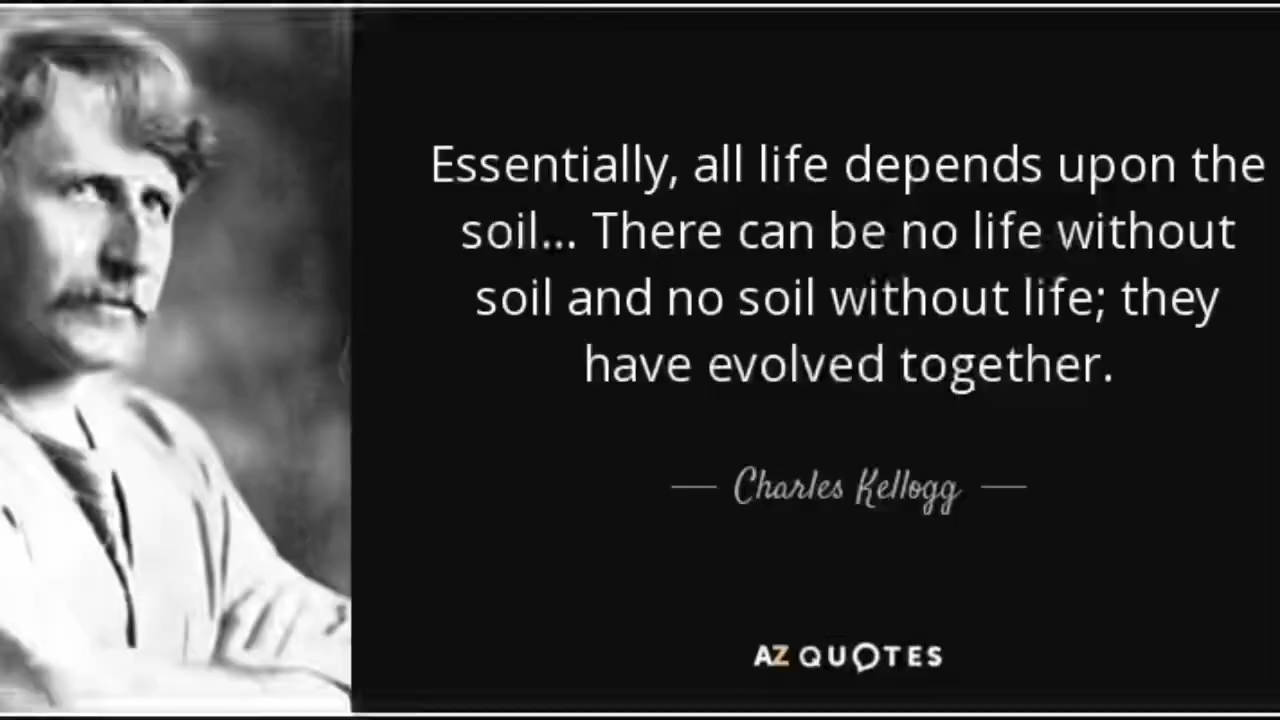 Essentially, all life depends upon the
soil... There can be no life without
soil and no soil without life; they
have evolved together.
Charles Kellogg
AZ QUOTES